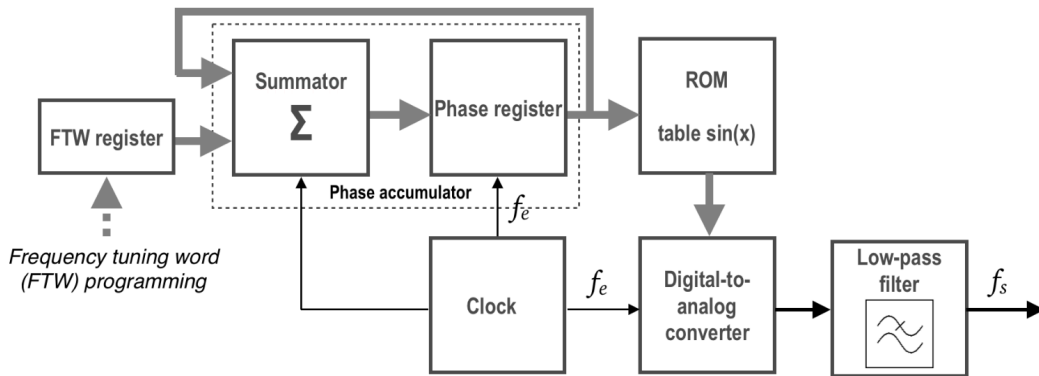 Summator
Σ
Phase register
ROM
table sin(x)
FTW register
Phase accumulator
fₑ
Frequency tuning word
(FTW) programming
Clock
fₑ
Digital-to-
analog
converter
Low-pass
filter
fₛ